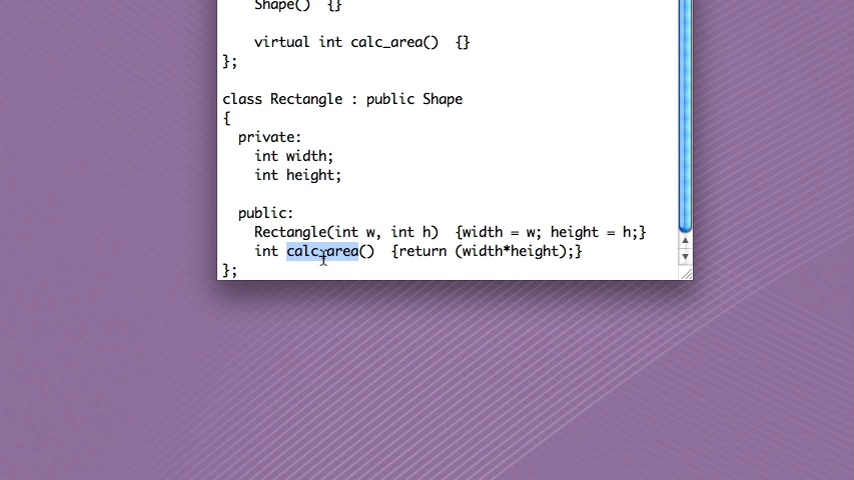 Shape() {}
virtual int calc_area() {}
};
class Rectangle : public Shape
{
private:
int width;
int height;
public:
Rectangle(int w, int h) {width = w; height = h;}
int calc_area() {return (width*height);}
};